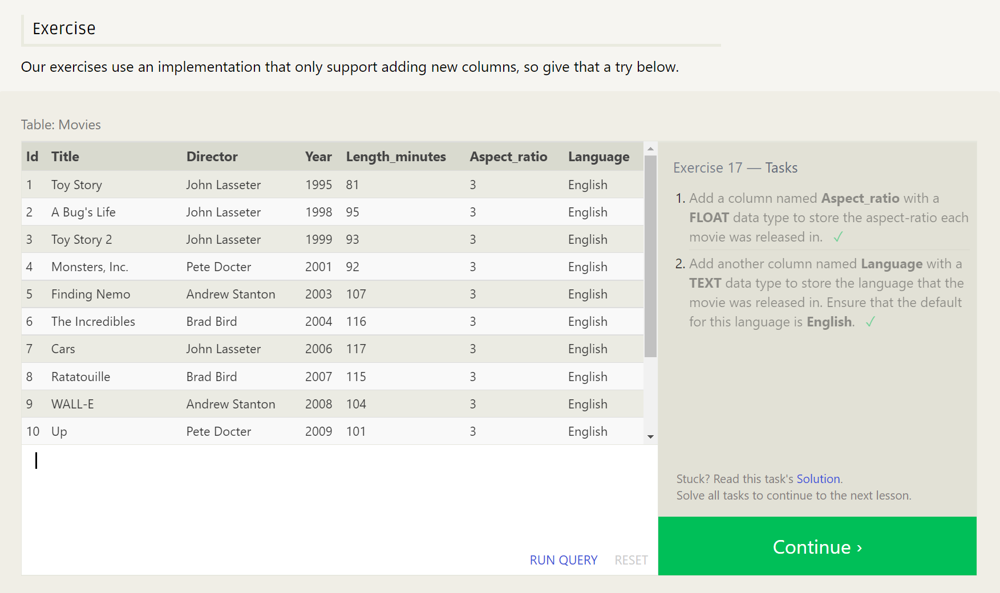 Exercise
Our exercises use an implementation that only support adding new columns, so give that a try below.
Table: Movies
Id Title Director Year Length_minutes Aspect_ratio Language
1 Toy Story John Lasseter 1995 81 3 English
2 A Bug's Life John Lasseter 1998 95 3 English
3 Toy Story 2 John Lasseter 1999 93 3 English
4 Monsters, Inc. Pete Docter 2001 92 3 English
5 Finding Nemo Andrew Stanton 2003 107 3 English
6 The Incredibles Brad Bird 2004 116 3 English
7 Cars John Lasseter 2006 117 3 English
8 Ratatouille Brad Bird 2007 115 3 English
9 WALL-E Andrew Stanton 2008 104 3 English
10 Up Pete Docter 2009 101 3 English
RUN QUERY RESET
Exercise 17 — Tasks
1. Add a column named Aspect_ratio with a
FLOAT data type to store the aspect-ratio each
movie was released in. ✓
2. Add another column named Language with a
TEXT data type to store the language that the
movie was released in. Ensure that the default
for this language is English. ✓
Stuck? Read this task's Solution.
Solve all tasks to continue to the next lesson.
Continue ›